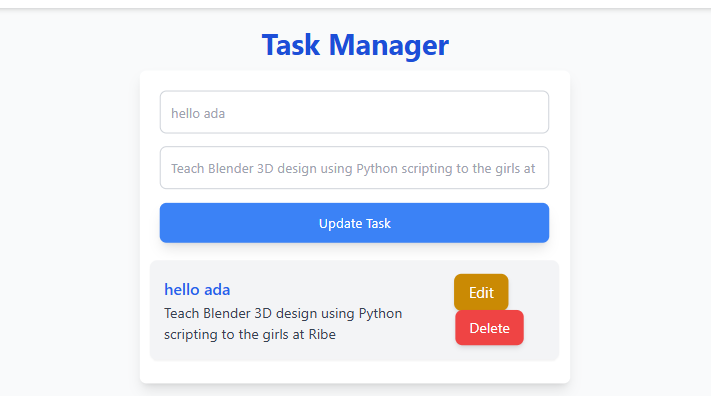 Task Manager
hello ada
Teach Blender 3D design using Python scripting to the girls at
Update Task
hello ada
Edit
Teach Blender 3D design using Python
scripting to the girls at Ribe
Delete